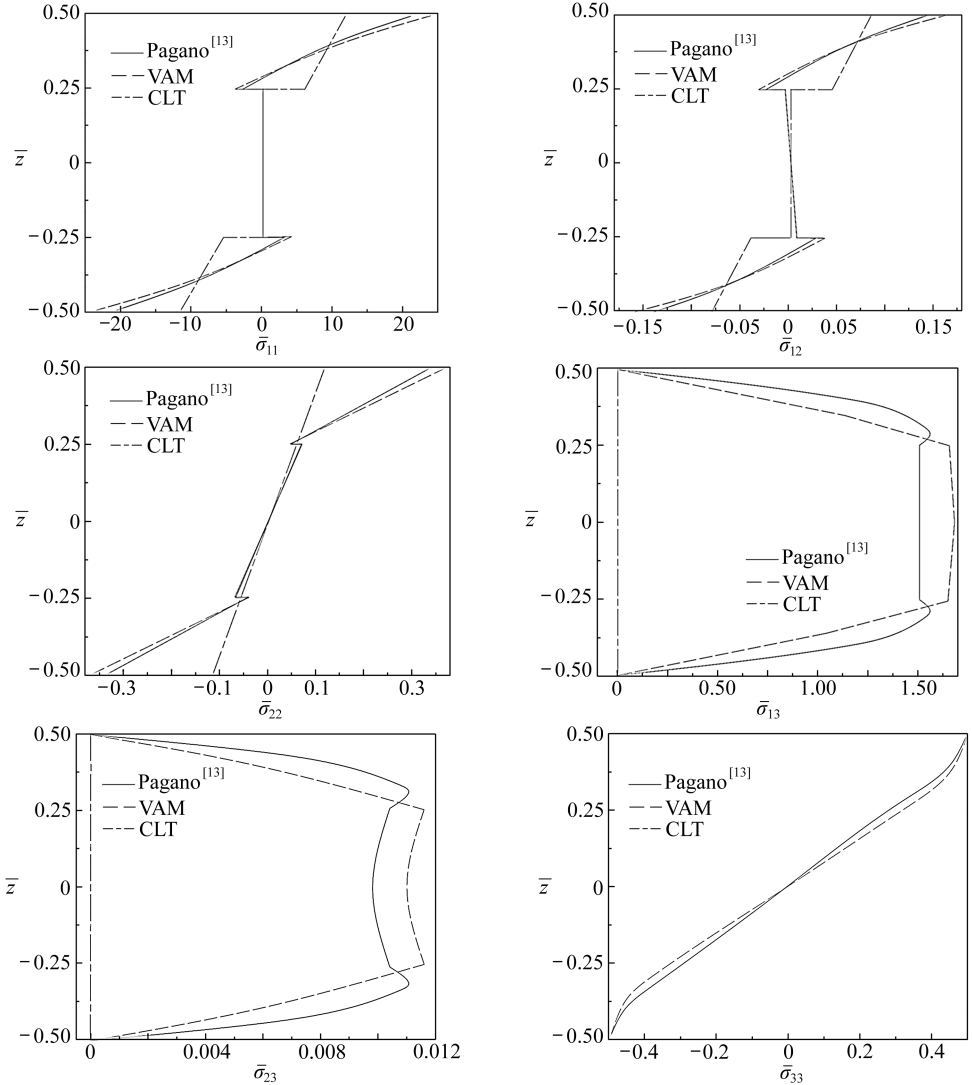 0.50
0.25
0
−0.25
−0.50
z̅
Pagano[13]
VAM
CLT
−20
−10
0
10
20
σ̅11
0.50
0.25
0
−0.25
−0.50
z̅
Pagano[13]
VAM
CLT
−0.15
−0.05
0
0.05
0.15
σ̅12
0.50
0.25
0
−0.25
−0.50
z̅
Pagano[13]
VAM
CLT
−0.3
−0.1
0
0.1
0.3
σ̅22
0.50
0.25
0
−0.25
−0.50
z̅
Pagano[13]
VAM
CLT
0
0.50
1.00
1.50
σ̅13
0.50
0.25
0
−0.25
−0.50
z̅
Pagano[13]
VAM
CLT
0
0.004
0.008
0.012
σ̅23
0.50
0.25
0
−0.25
−0.50
z̅
Pagano[13]
VAM
CLT
−0.4
−0.2
0
0.2
0.4
σ̅33